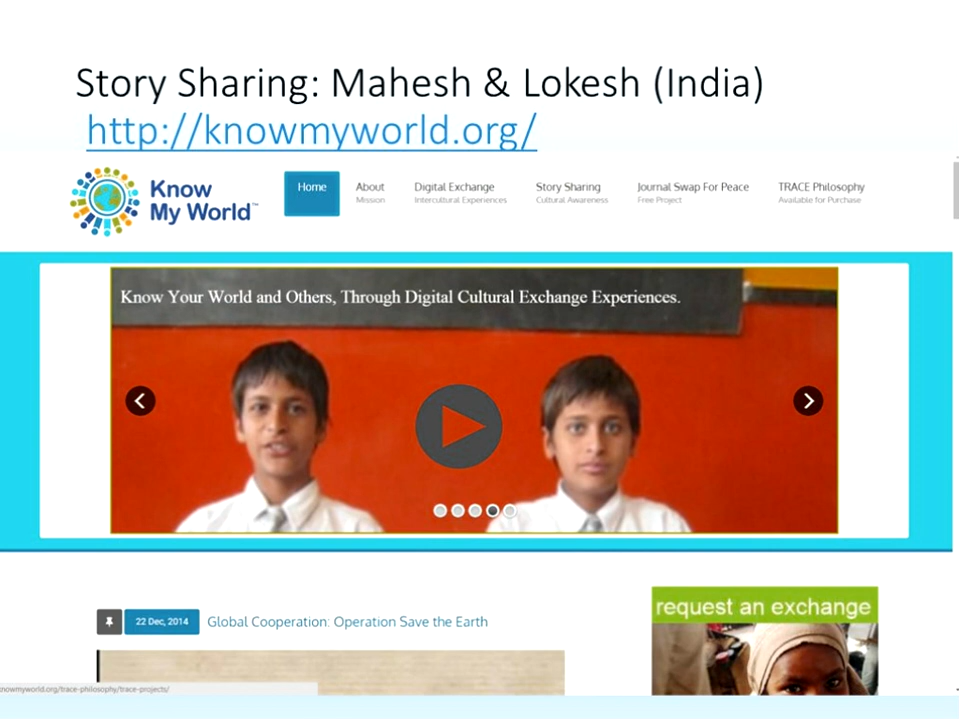 Story Sharing: Mahesh & Lokesh (India)
http://knowmyworld.org/
Know
My World™
Home
About
Mission
Digital Exchange
Intercultural Experiences
Story Sharing
Cultural Awareness
Journal Swap For Peace
Free Project
TRACE Philosophy
Available for Purchase
Know Your World and Others, Through Digital Cultural Exchange Experiences.
22 Dec, 2014 Global Cooperation: Operation Save the Earth
request an exchange
knowmyworld.org/trace-philosophy/trace-projects/